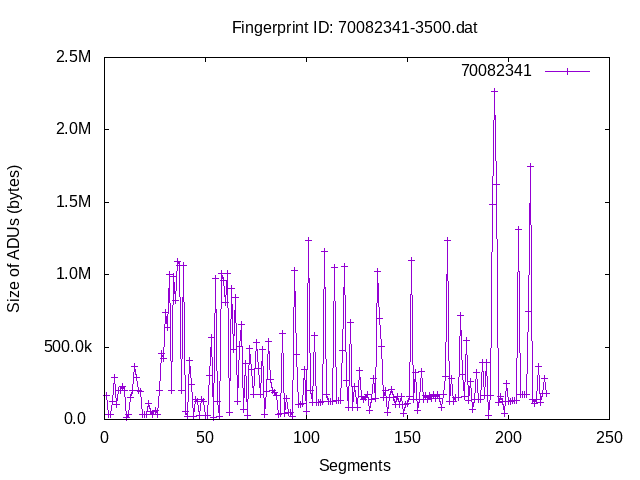 Fingerprint ID: 70082341-3500.dat
2.5M
70082341
2.0M
1.5M
1.0M
500.0k
0.0
Size of ADUs (bytes)
0 50 100 150 200 250
Segments